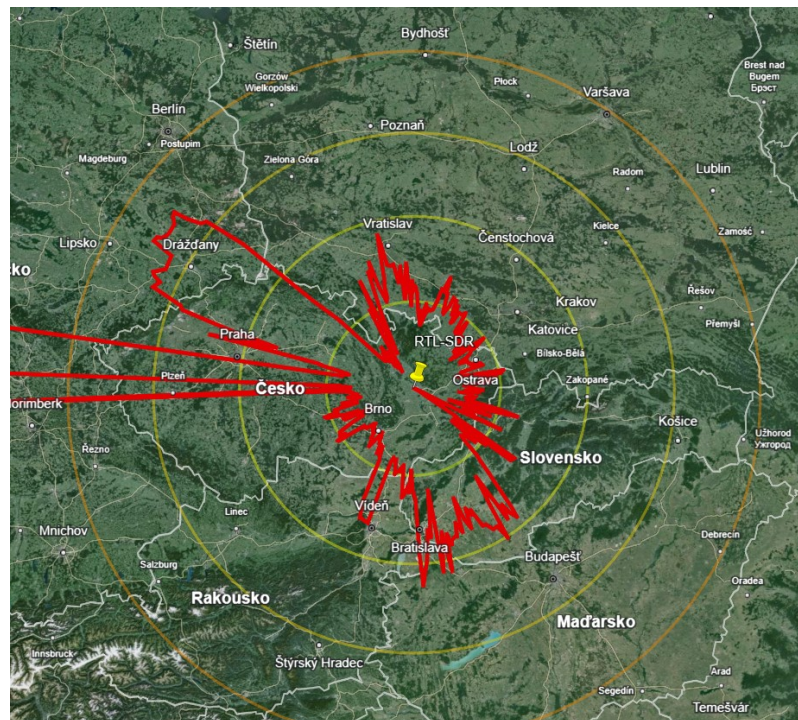 Bydhošť
Štětín
Gorzów
Wielkopolski
Płock
Brest nad
Bugem
Брэст
Varšava
Berlín
Poznaň
Postupim
Lodž
Magdeburg
Zielona Góra
Radom
Lublin
Vratislav
Kielce
Lipsko
Drážďany
Čenstochová
Zamość
ko
Řešov
Krakov
Přemyšl
Katovice
Praha
RTL-SDR
Bílsko-Bělá
Plzeň
Česko
Ostrava
Zakopané
orimberk
Brno
Košice
Užhorod
Ужгород
Řezno
Slovensko
Vídeň
Linec
Mnichov
Bratislava
Debrecín
Salzburg
Budapešť
Oradea
Rakousko
Maďarsko
Innsbruck
Štýrský Hradec
Arad
Segedín
Temešvár